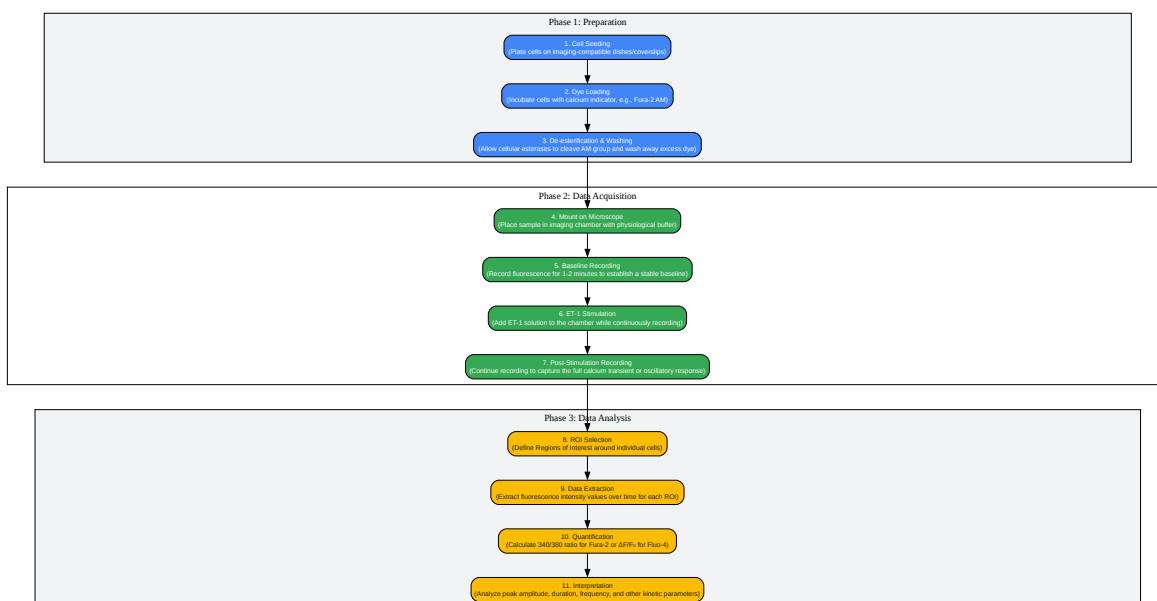 Phase 1: Preparation
1. Cell Seeding
(Plate cells on imaging-compatible dishes/coverslips)
2. Dye Loading
(Incubate cells with calcium indicator, e.g., Fura-2 AM)
3. De-esterification & Washing
(Allow cellular esterases to cleave AM group and wash away excess dye)
Phase 2: Data Acquisition
4. Mount on Microscope
(Place sample in imaging chamber with physiological buffer)
5. Baseline Recording
(Record fluorescence for 1-2 minutes to establish a stable baseline)
6. ET-1 Stimulation
(Add ET-1 solution to the chamber while continuously recording)
7. Post-Stimulation Recording
(Continue recording to capture the full calcium transient or oscillatory response)
Phase 3: Data Analysis
8. ROI Selection
(Define Regions of Interest around individual cells)
9. Data Extraction
(Extract fluorescence intensity values over time for each ROI)
10. Quantification
(Calculate 340/380 ratio for Fura-2 or ΔF/F₀ for Fluo-4)
11. Interpretation
(Analyze peak amplitude, duration, frequency, and other kinetic parameters)